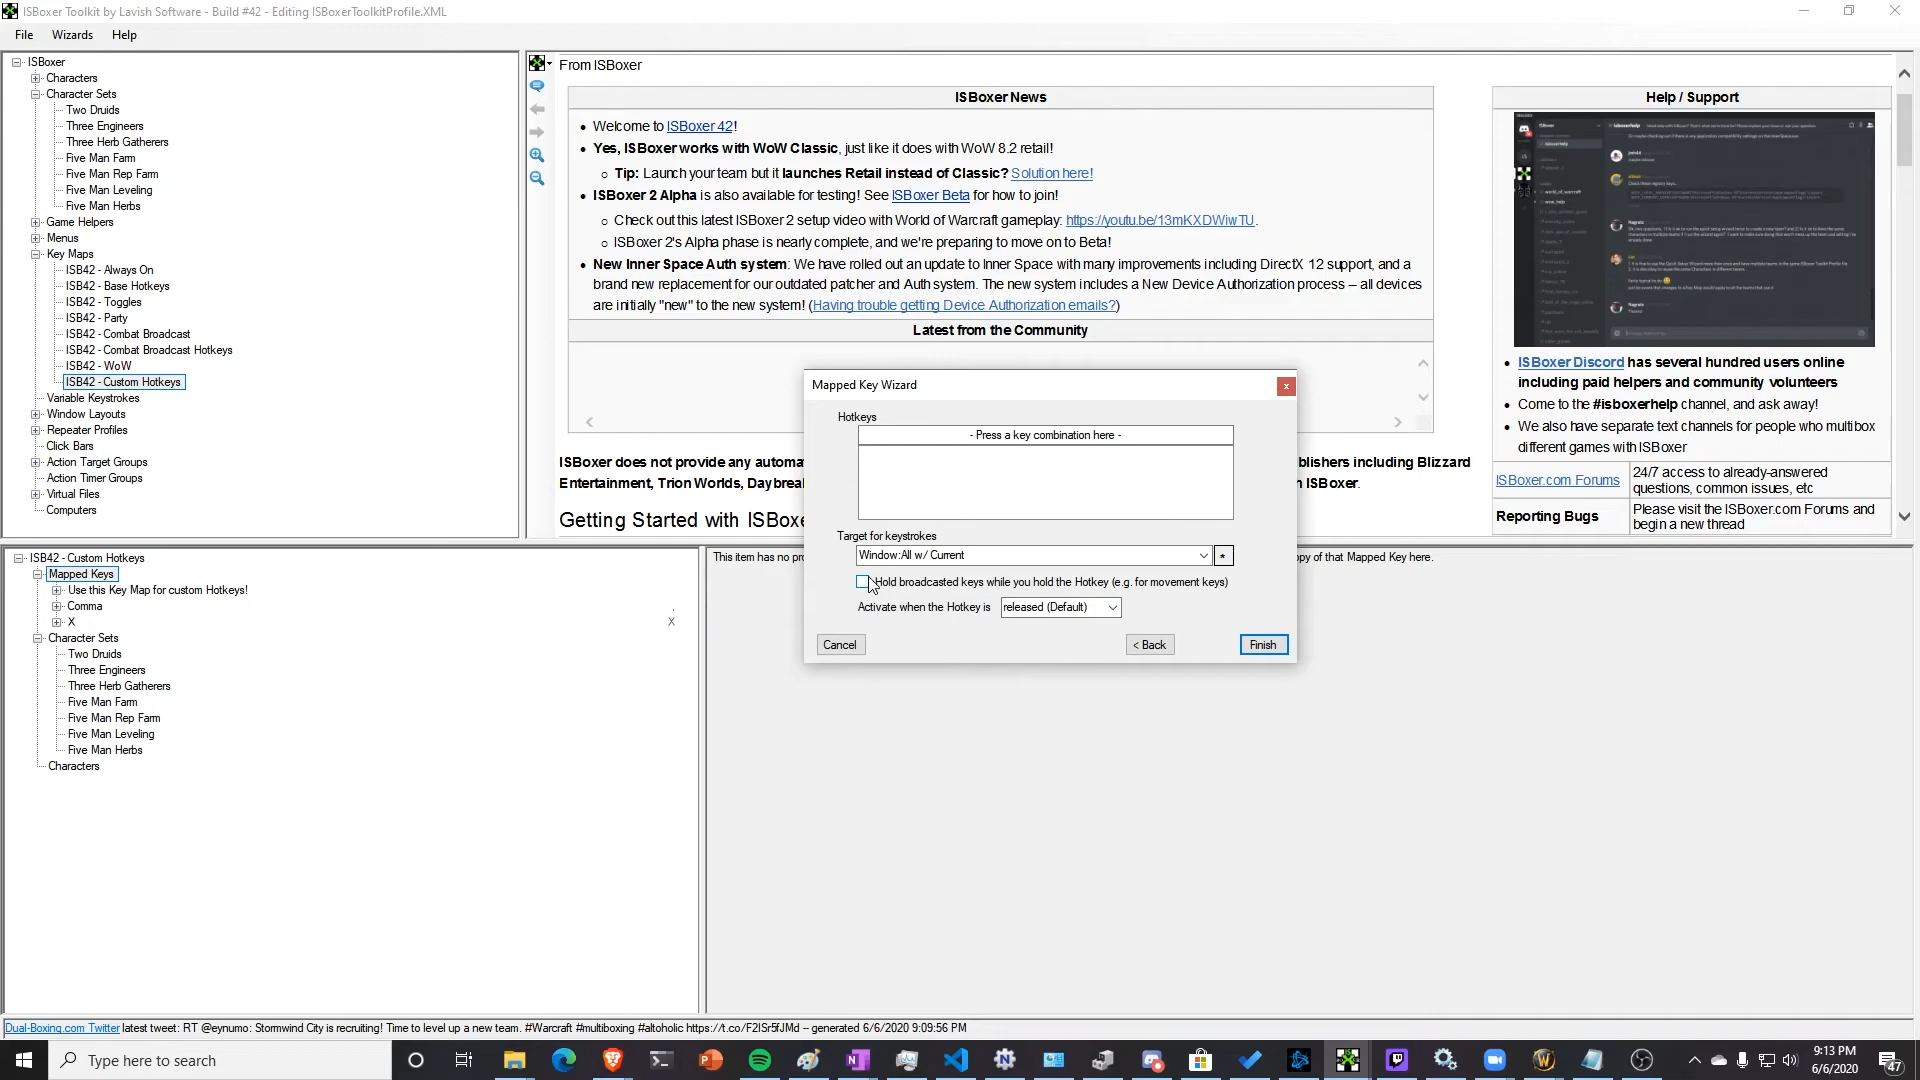 ISBoxer Toolkit by Lavish Software - Build #42 - Editing ISBoxerToolkitProfile.XML
File Wizards Help
ISBoxer
Characters
Character Sets
Two Druids
Three Engineers
Three Herb Gatherers
Five Man Farm
Five Man Rep Farm
Five Man Leveling
Five Man Herbs
Game Helpers
Menus
Key Maps
ISB42 - Always On
ISB42 - Base Hotkeys
ISB42 - Toggles
ISB42 - Party
ISB42 - Combat Broadcast
ISB42 - Combat Broadcast Hotkeys
ISB42 - WoW
ISB42 - Custom Hotkeys
Variable Keystrokes
Window Layouts
Repeater Profiles
Click Bars
Action Target Groups
Action Timer Groups
Virtual Files
Computers
From ISBoxer
ISBoxer News
Welcome to ISBoxer 42!
Yes, ISBoxer works with WoW Classic, just like it does with WoW 8.2 retail!
Tip: Launch your team but it launches Retail instead of Classic? Solution here!
ISBoxer 2 Alpha is also available for testing! See ISBoxer Beta for how to join!
Check out this latest ISBoxer 2 setup video with World of Warcraft gameplay: https://youtu.be/13mKXDWiwTU.
ISBoxer 2's Alpha phase is nearly complete, and we're preparing to move on to Beta!
New Inner Space Auth system: We have rolled out an update to Inner Space with many improvements including DirectX 12 support, and a
brand new replacement for our outdated patcher and Auth system. The new system includes a New Device Authorization process – all devices
are initially "new" to the new system! (Having trouble getting Device Authorization emails?)
Latest from the Community
ISBoxer does not provide any automa
blishers including Blizzard
Entertainment, Trion Worlds, Daybrea
n ISBoxer.
Getting Started with ISBoxe
Help / Support
ISBoxer Discord has several hundred users online
including paid helpers and community volunteers
Come to the #isboxerhelp channel, and ask away!
We also have separate text channels for people who multibox
different games with ISBoxer
ISBoxer.com Forums
24/7 access to already-answered
questions, common issues, etc
Reporting Bugs
Please visit the ISBoxer.com Forums and
begin a new thread
Mapped Key Wizard
Hotkeys
- Press a key combination here -
Target for keystrokes
Window:All w/ Current
*
Hold broadcasted keys while you hold the Hotkey (e.g. for movement keys)
Activate when the Hotkey is released (Default)
Cancel < Back Finish
ISB42 - Custom Hotkeys
Mapped Keys
Use this Key Map for custom Hotkeys!
Comma ,
X X
Character Sets
Two Druids
Three Engineers
Three Herb Gatherers
Five Man Farm
Five Man Rep Farm
Five Man Leveling
Five Man Herbs
Characters
This item has no pro
opy of that Mapped Key here.
Dual-Boxing.com Twitter latest tweet: RT @eynumo: Stormwind City is recruiting! Time to level up a new team. #Warcraft #multiboxing #altoholic https://t.co/F2ISr5fJMd -- generated 6/6/2020 9:09:56 PM
Type here to search
9:13 PM
6/6/2020
47